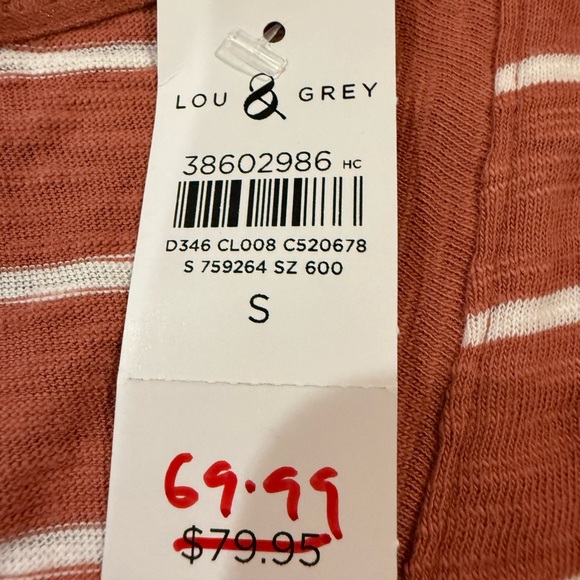 LOU & GREY
38602986 HC
D346 CL008 C520678
S 759264 SZ 600
S
69.99
$79.95